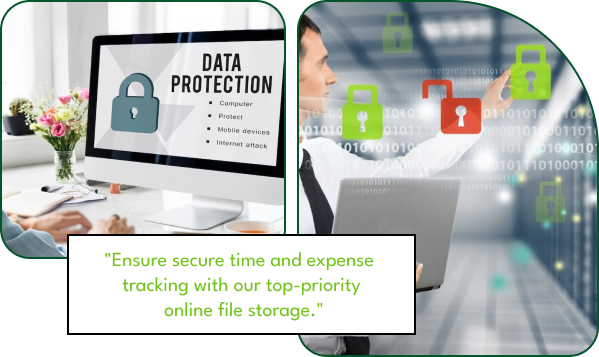 DATA
PROTECTION
Computer
Protect
Mobile devices
Internet attack
"Ensure secure time and expense
tracking with our top-priority
online file storage."